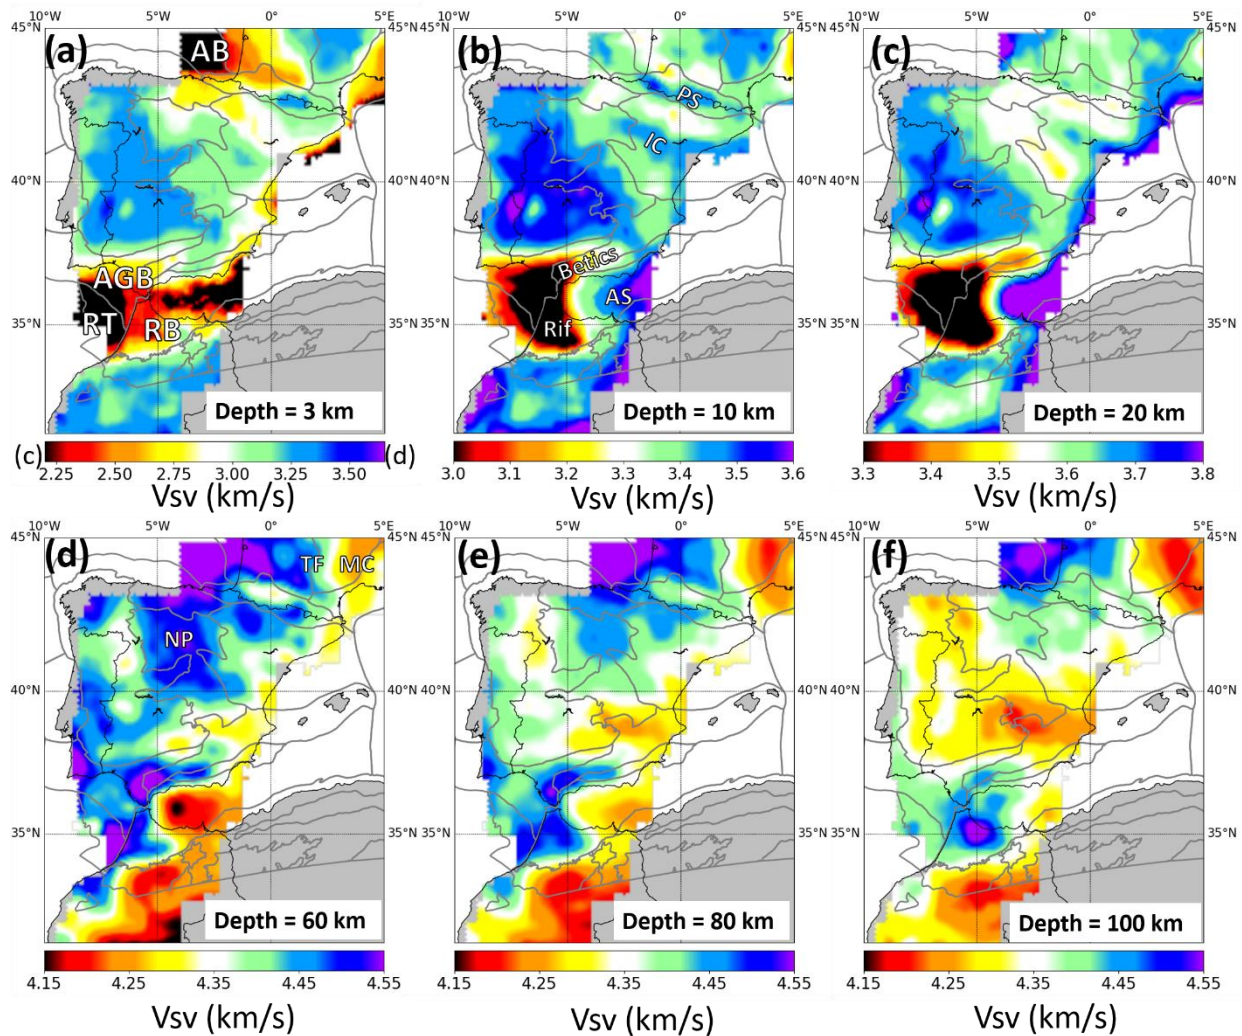 10°W 5°W 0°E 5°E 10°W 5°W 0°E 5°E 10°W 5°W 0°E 5°E
45°N 45°N 45°N
(a) AB (b) (c)
PS
IC
40°N 40°N 40°N
AGB Betics
RT RB AS
35°N Rif 35°N 35°N
Depth = 3 km Depth = 10 km Depth = 20 km
(c) (d)
2.25 2.50 2.75 3.00 3.25 3.50 3.0 3.1 3.2 3.3 3.4 3.5 3.6 3.3 3.4 3.5 3.6 3.7 3.8
Vsv (km/s) Vsv (km/s) Vsv (km/s)
10°W 5°W 0°E 5°E 10°W 5°W 0°E 5°E 10°W 5°W 0°E 5°E
45°N 45°N 45°N
(d) TF MC (e) (f)
NP
40°N 40°N 40°N
35°N 35°N 35°N
Depth = 60 km Depth = 80 km Depth = 100 km
4.15 4.25 4.35 4.45 4.55 4.15 4.25 4.35 4.45 4.55 4.15 4.25 4.35 4.45 4.55
Vsv (km/s) Vsv (km/s) Vsv (km/s)